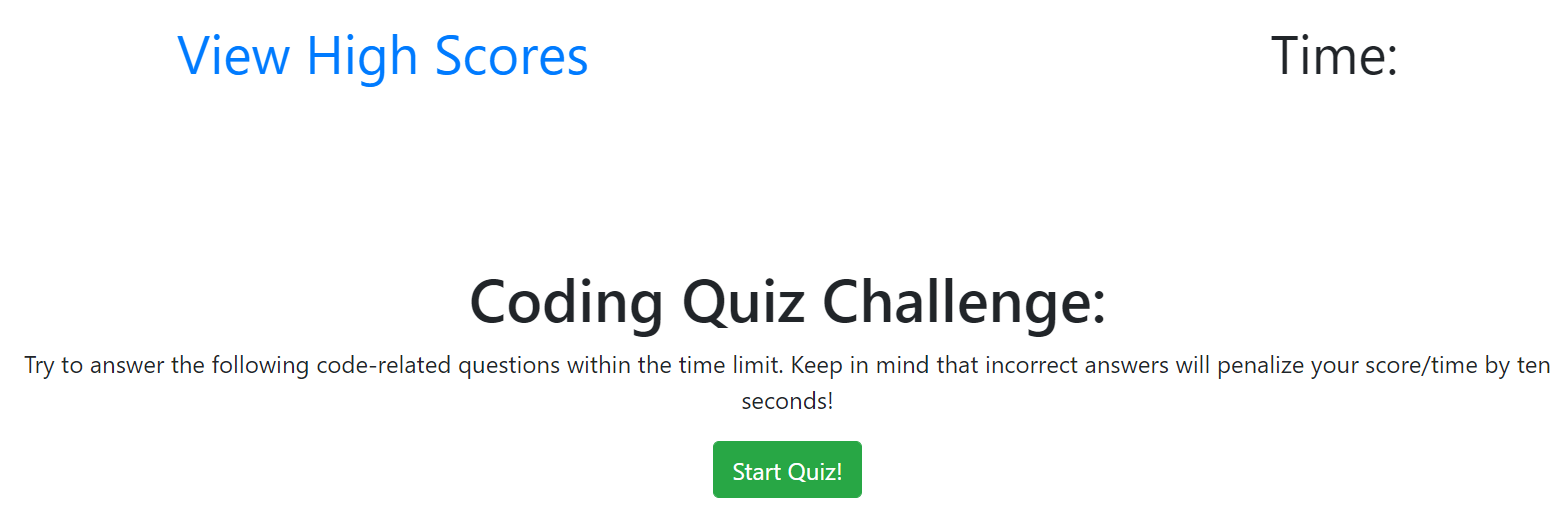 View High Scores
Time:
Coding Quiz Challenge:
Try to answer the following code-related questions within the time limit. Keep in mind that incorrect answers will penalize your score/time by ten
seconds!
Start Quiz!